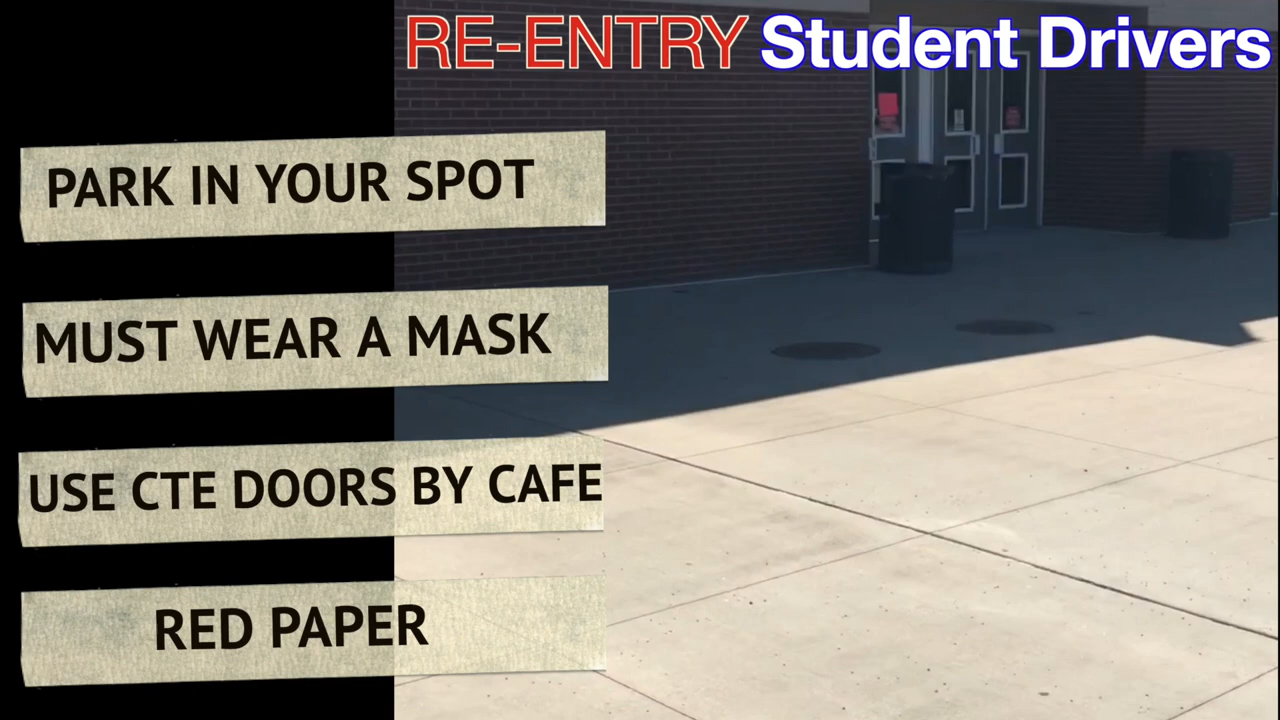 RE-ENTRY Student Drivers
PARK IN YOUR SPOT
MUST WEAR A MASK
USE CTE DOORS BY CAFE
RED PAPER